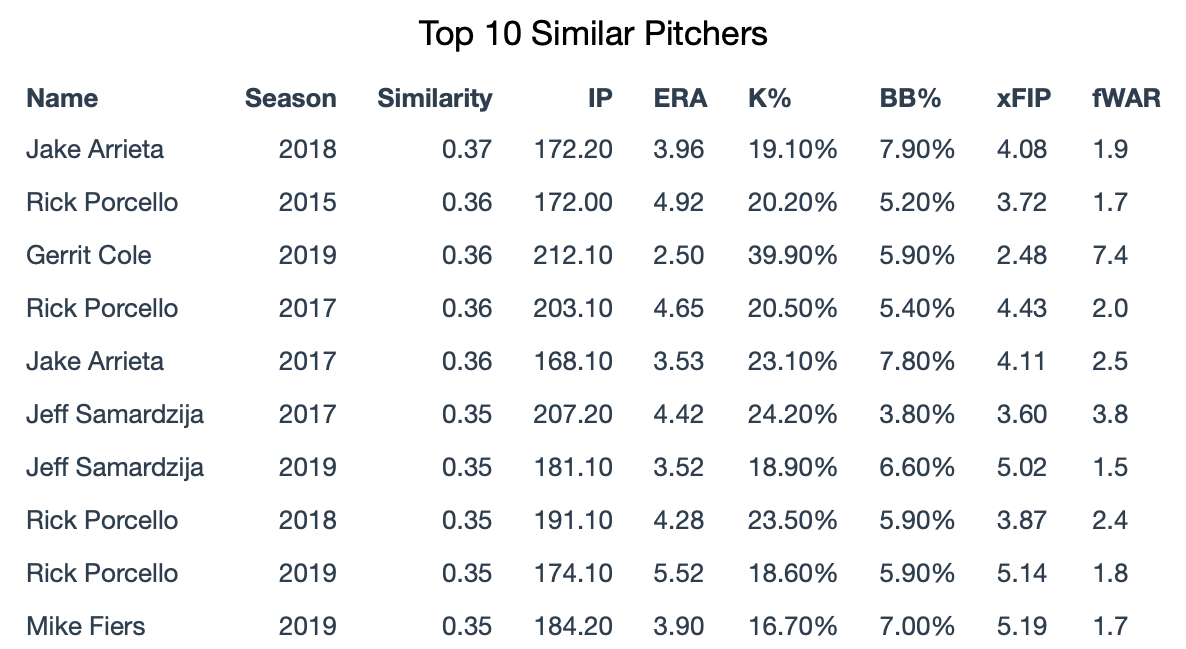 Top 10 Similar Pitchers
Name Season Similarity IP ERA K% BB% xFIP fWAR
Jake Arrieta 2018 0.37 172.20 3.96 19.10% 7.90% 4.08 1.9
Rick Porcello 2015 0.36 172.00 4.92 20.20% 5.20% 3.72 1.7
Gerrit Cole 2019 0.36 212.10 2.50 39.90% 5.90% 2.48 7.4
Rick Porcello 2017 0.36 203.10 4.65 20.50% 5.40% 4.43 2.0
Jake Arrieta 2017 0.36 168.10 3.53 23.10% 7.80% 4.11 2.5
Jeff Samardzija 2017 0.35 207.20 4.42 24.20% 3.80% 3.60 3.8
Jeff Samardzija 2019 0.35 181.10 3.52 18.90% 6.60% 5.02 1.5
Rick Porcello 2018 0.35 191.10 4.28 23.50% 5.90% 3.87 2.4
Rick Porcello 2019 0.35 174.10 5.52 18.60% 5.90% 5.14 1.8
Mike Fiers 2019 0.35 184.20 3.90 16.70% 7.00% 5.19 1.7